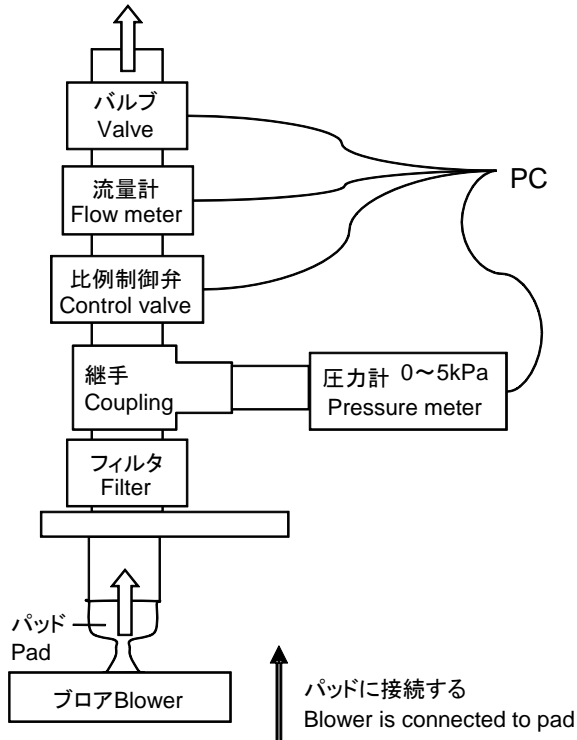 バルブ
Valve
流量計
Flow meter
PC
比例制御弁
Control valve
継手
Coupling
圧力計 0～5kPa
Pressure meter
フィルタ
Filter
パッド
Pad
ブロアBlower
パッドに接続する
Blower is connected to pad